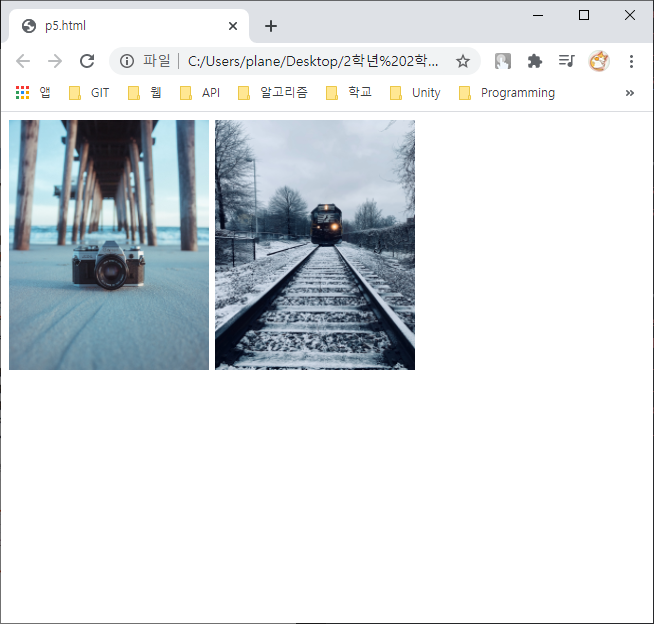 p5.html
파일 | C:/Users/plane/Desktop/2학년%202학...
앱 GIT 웹 API 알고리즘 학교 Unity Programming »